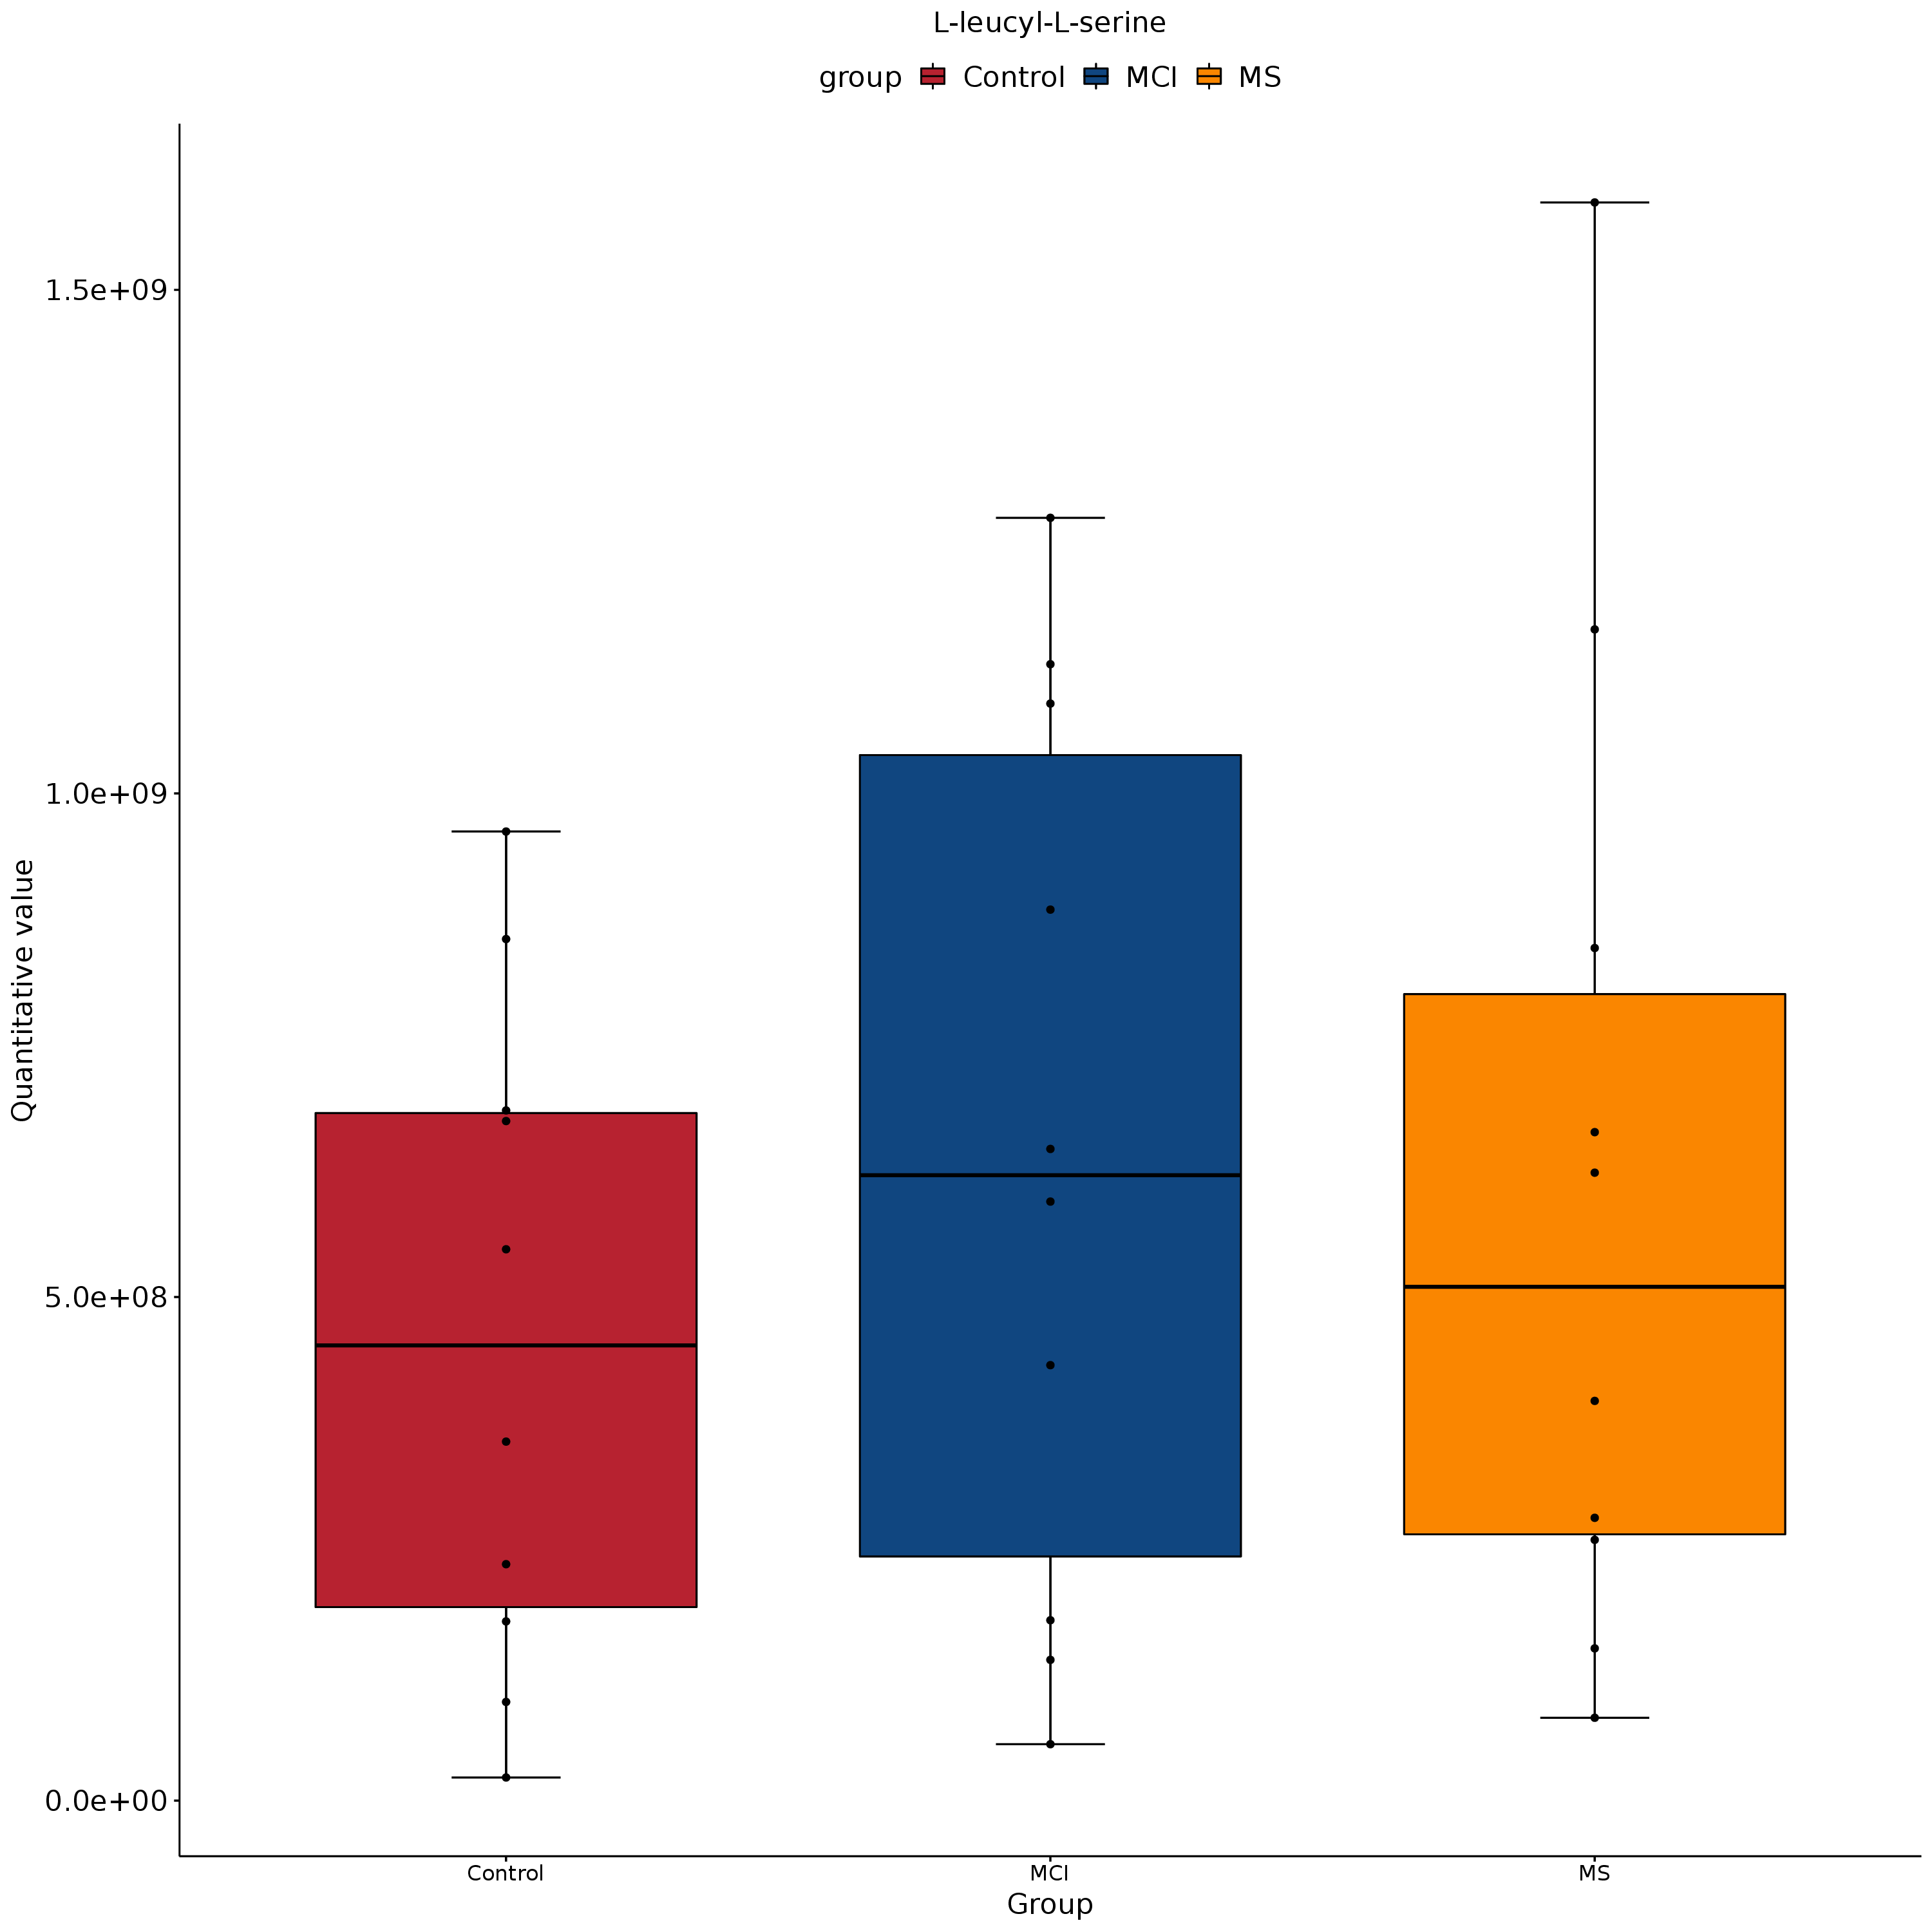 L-leucyl-L-serine
group Control MCI MS
1.5e+09
1.0e+09
5.0e+08
0.0e+00
Quantitative value
Control MCI MS
Group